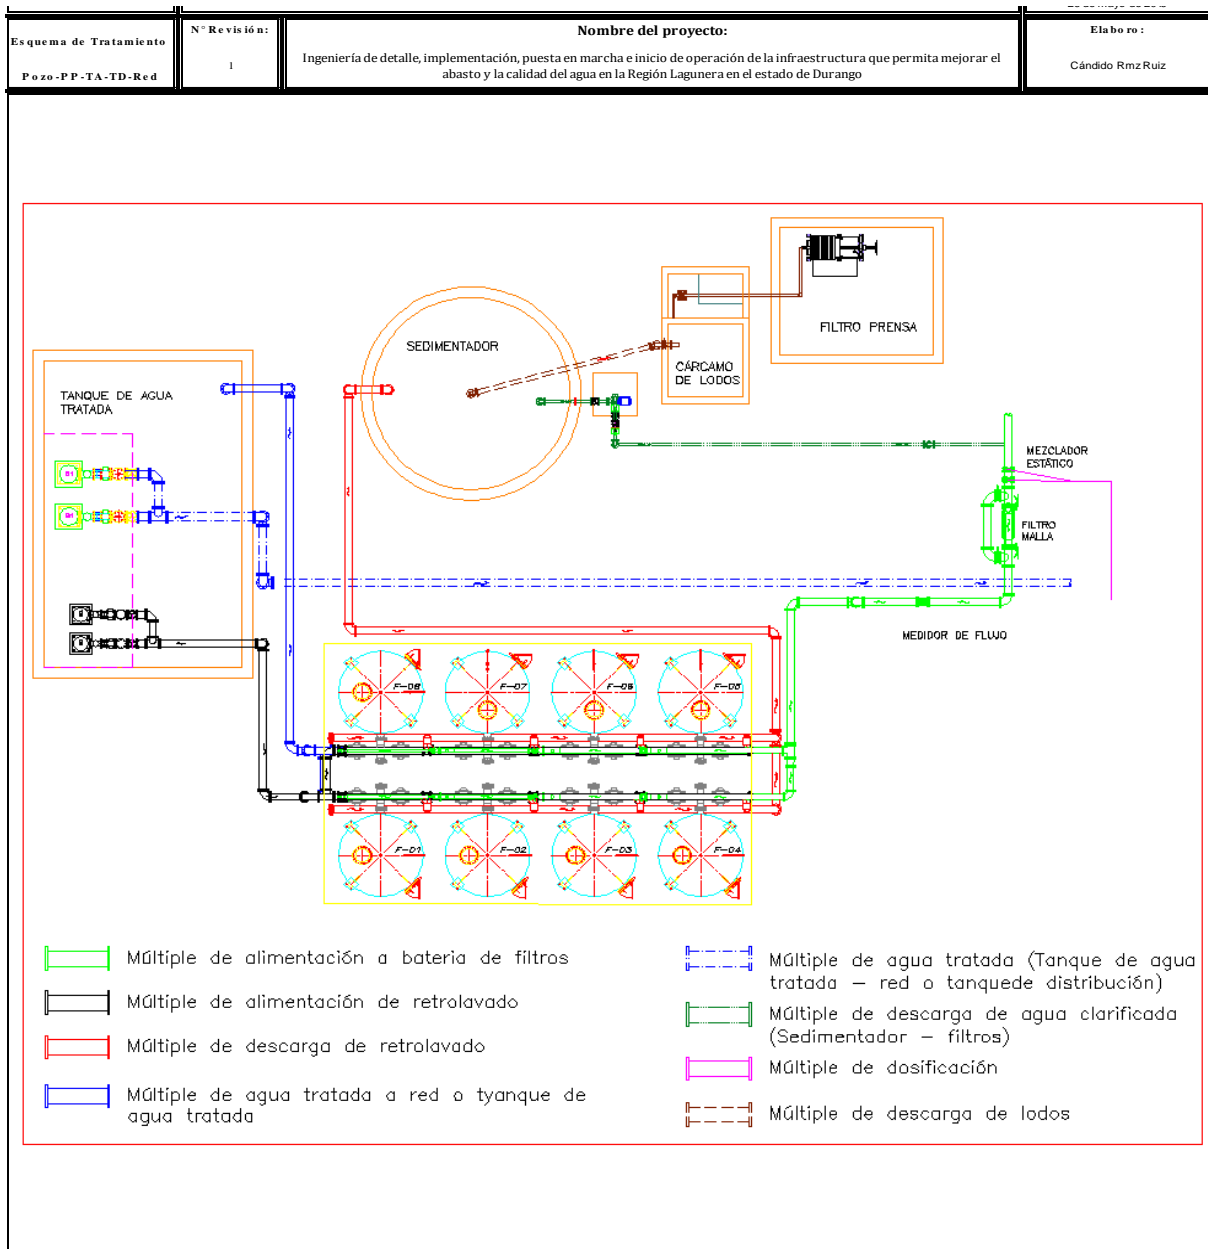 Esquema de Tratamiento
Pozo-PP-TA-TD-Red
N° Revisión:
1
Nombre del proyecto:
Ingeniería de detalle, implementación, puesta en marcha e inicio de operación de la infraestructura que permita mejorar el
abasto y la calidad del agua en la Región Lagunera en el estado de Durango
Elaboro:
Cándido Rmz Ruiz
FILTRO PRENSA
SEDIMENTADOR
CÁRCAMO
DE LODOS
TANQUE DE AGUA
TRATADA
MEZCLADOR
ESTÁTICO
FILTRO
MALLA
MEDIDOR DE FLUJO
F-08
F-07
F-06
F-05
F-01
F-02
F-03
F-04
Múltiple de alimentación a bateria de filtros
Múltiple de alimentación de retrolavado
Múltiple de descarga de retrolavado
Múltiple de agua tratada a red o tyanque de
agua tratada
Múltiple de agua tratada (Tanque de agua
tratada – red o tanquede distribución)
Múltiple de descarga de agua clarificada
(Sedimentador – filtros)
Múltiple de dosificación
Múltiple de descarga de lodos